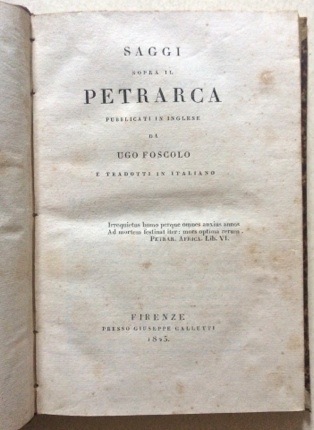 SAGGI
SOPRA IL
PETRARCA
PUBBLICATI IN INGLESE
DA
UGO FOSCOLO
E TRADOTTI IN ITALIANO
Irrequietus homo perque omnes anxius annos
Ad mortem festinat iter: mors optima rerum.
PETRAR. AFRICA. Lib. VI.
FIRENZE
PRESSO GIUSEPPE GALLETTI